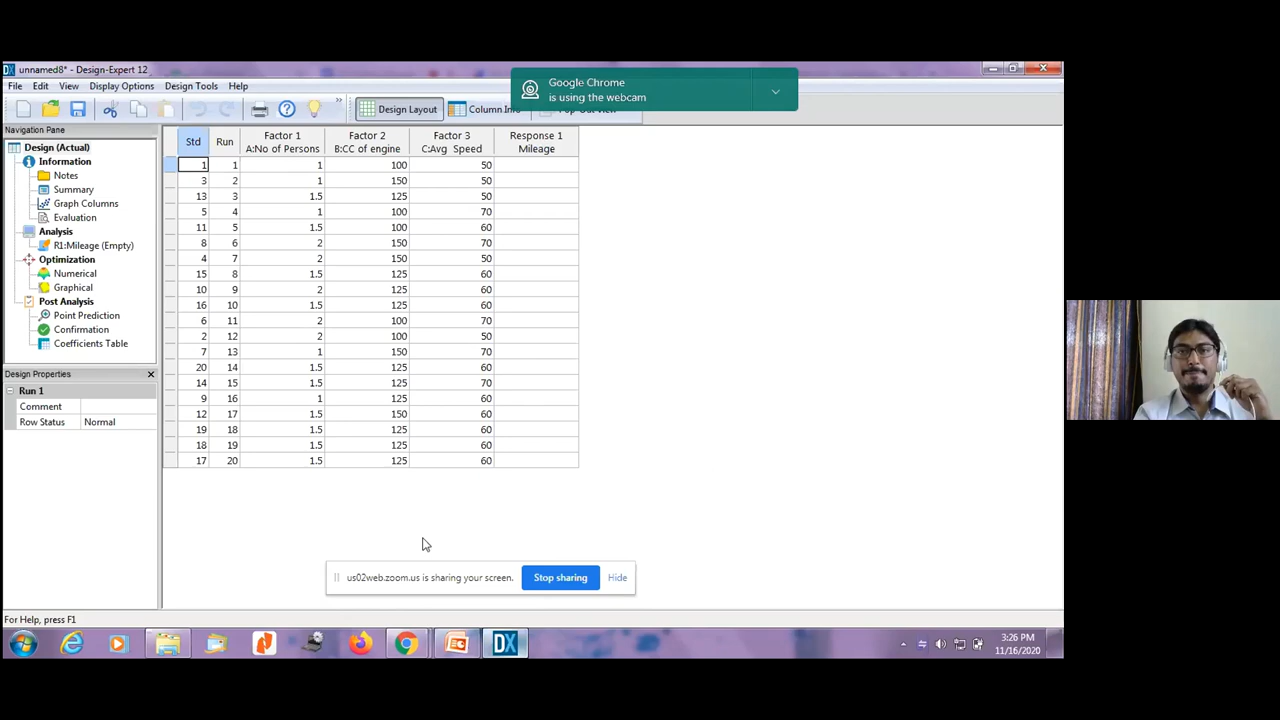 unnamed8* - Design-Expert 12
File Edit View Display Options Design Tools Help
Google Chrome
is using the webcam
Design Layout Column Info
Navigation Pane
Design (Actual)
Information
Notes
Summary
Graph Columns
Evaluation
Analysis
R1:Mileage (Empty)
Optimization
Numerical
Graphical
Post Analysis
Point Prediction
Confirmation
Coefficients Table
Design Properties
Run 1
Comment
Row Status Normal
Std Run Factor 1 A:No of Persons Factor 2 B:CC of engine Factor 3 C:Avg Speed Response 1 Mileage
1 1 1 100 50
3 2 1 150 50
13 3 1.5 125 50
5 4 1 100 70
11 5 1.5 100 60
8 6 2 150 70
4 7 2 150 50
15 8 1.5 125 60
10 9 2 125 60
16 10 1.5 125 60
6 11 2 100 70
2 12 2 100 50
7 13 1 150 70
20 14 1.5 125 60
14 15 1.5 125 70
9 16 1 125 60
12 17 1.5 150 60
19 18 1.5 125 60
18 19 1.5 125 60
17 20 1.5 125 60
us02web.zoom.us is sharing your screen. Stop sharing Hide
For Help, press F1
DX
3:26 PM
11/16/2020